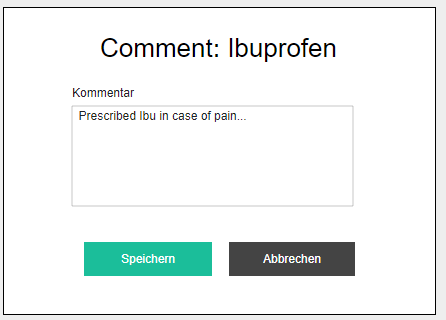 Comment: Ibuprofen
Kommentar
Prescribed Ibu in case of pain...
Speichern
Abbrechen